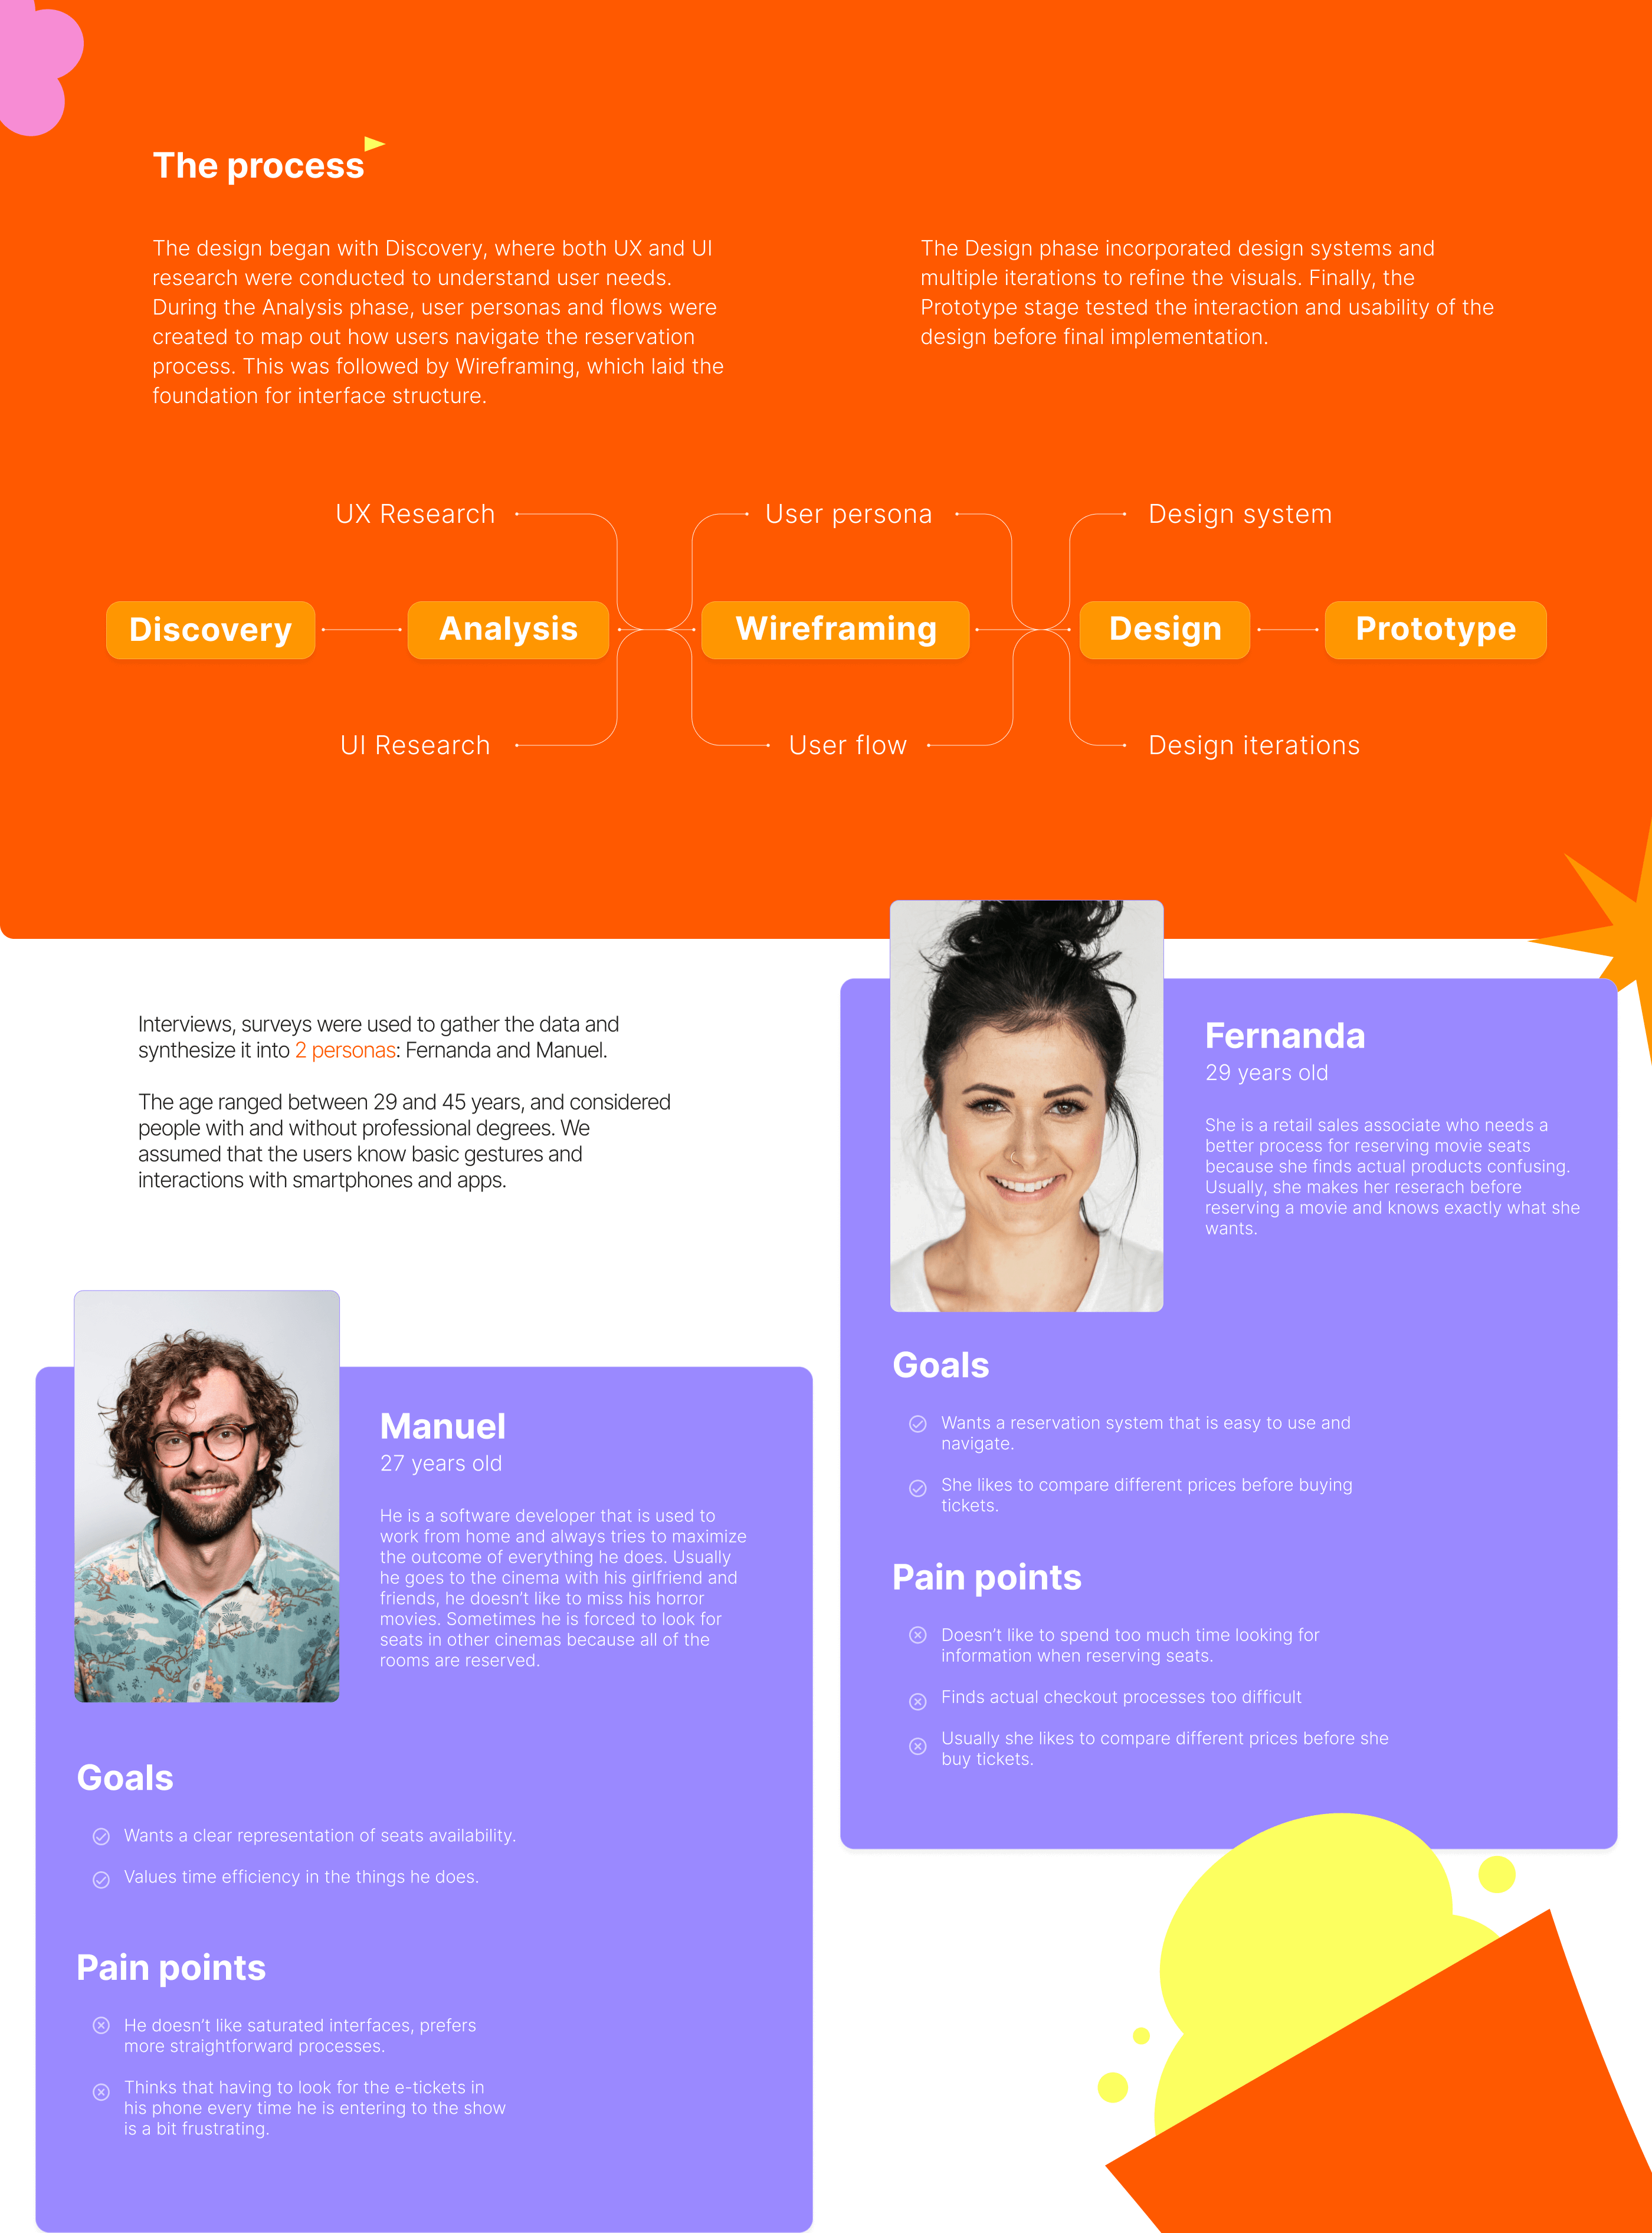 The process
The design began with Discovery, where both UX and UI
research were conducted to understand user needs.
During the Analysis phase, user personas and flows were
created to map out how users navigate the reservation
process. This was followed by Wireframing, which laid the
foundation for interface structure.
The Design phase incorporated design systems and
multiple iterations to refine the visuals. Finally, the
Prototype stage tested the interaction and usability of the
design before final implementation.
UX Research
User persona
Design system
Discovery
Analysis
Wireframing
Design
Prototype
UI Research
User flow
Design iterations
Interviews, surveys were used to gather the data and
synthesize it into 2 personas: Fernanda and Manuel.
The age ranged between 29 and 45 years, and considered
people with and without professional degrees. We
assumed that the users know basic gestures and
interactions with smartphones and apps.
Fernanda
29 years old
She is a retail sales associate who needs a
better process for reserving movie seats
because she finds actual products confusing.
Usually, she makes her reserach before
reserving a movie and knows exactly what she
wants.
Goals
Wants a reservation system that is easy to use and
navigate.
She likes to compare different prices before buying
tickets.
Pain points
Doesn’t like to spend too much time looking for
information when reserving seats.
Finds actual checkout processes too difficult
Usually she likes to compare different prices before she
buy tickets.
Manuel
27 years old
He is a software developer that is used to
work from home and always tries to maximize
the outcome of everything he does. Usually
he goes to the cinema with his girlfriend and
friends, he doesn’t like to miss his horror
movies. Sometimes he is forced to look for
seats in other cinemas because all of the
rooms are reserved.
Goals
Wants a clear representation of seats availability.
Values time efficiency in the things he does.
Pain points
He doesn’t like saturated interfaces, prefers
more straightforward processes.
Thinks that having to look for the e-tickets in
his phone every time he is entering to the show
is a bit frustrating.